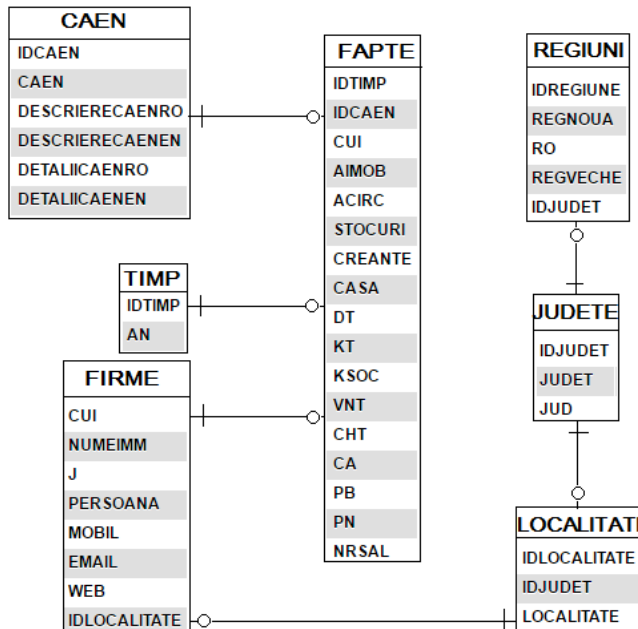 CAEN
IDCAEN
CAEN
DESCRIERECAENRO
DESCRIERECAENEN
DETALIICAENRO
DETALIICAENEN
TIMP
IDTIMP
AN
FIRME
CUI
NUMEIMM
J
PERSOANA
MOBIL
EMAIL
WEB
IDLOCALITATE
FAPTE
IDTIMP
IDCAEN
CUI
AIMOB
ACIRC
STOCURI
CREANTE
CASA
DT
KT
KSOC
VNT
CHT
CA
PB
PN
NRSAL
REGIUNI
IDREGIUNE
REGNOUA
RO
REGVECHE
IDJUDET
JUDETE
IDJUDET
JUDET
JUD
LOCALITATI
IDLOCALITATE
IDJUDET
LOCALITATE